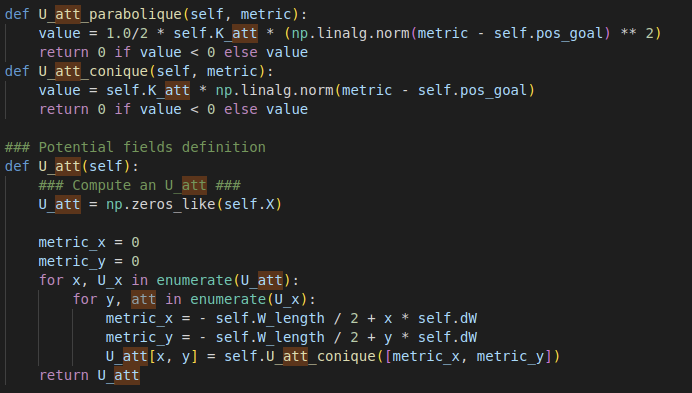 def U_att_parabolique(self, metric):
    value = 1.0/2 * self.K_att * (np.linalg.norm(metric - self.pos_goal) ** 2)
    return 0 if value < 0 else value
def U_att_conique(self, metric):
    value = self.K_att * np.linalg.norm(metric - self.pos_goal)
    return 0 if value < 0 else value

### Potential fields definition
def U_att(self):
    ### Compute an U_att ###
    U_att = np.zeros_like(self.X)

    metric_x = 0
    metric_y = 0
    for x, U_x in enumerate(U_att):
        for y, att in enumerate(U_x):
            metric_x = - self.W_length / 2 + x * self.dW
            metric_y = - self.W_length / 2 + y * self.dW
            U_att[x, y] = self.U_att_conique([metric_x, metric_y])
    return U_att